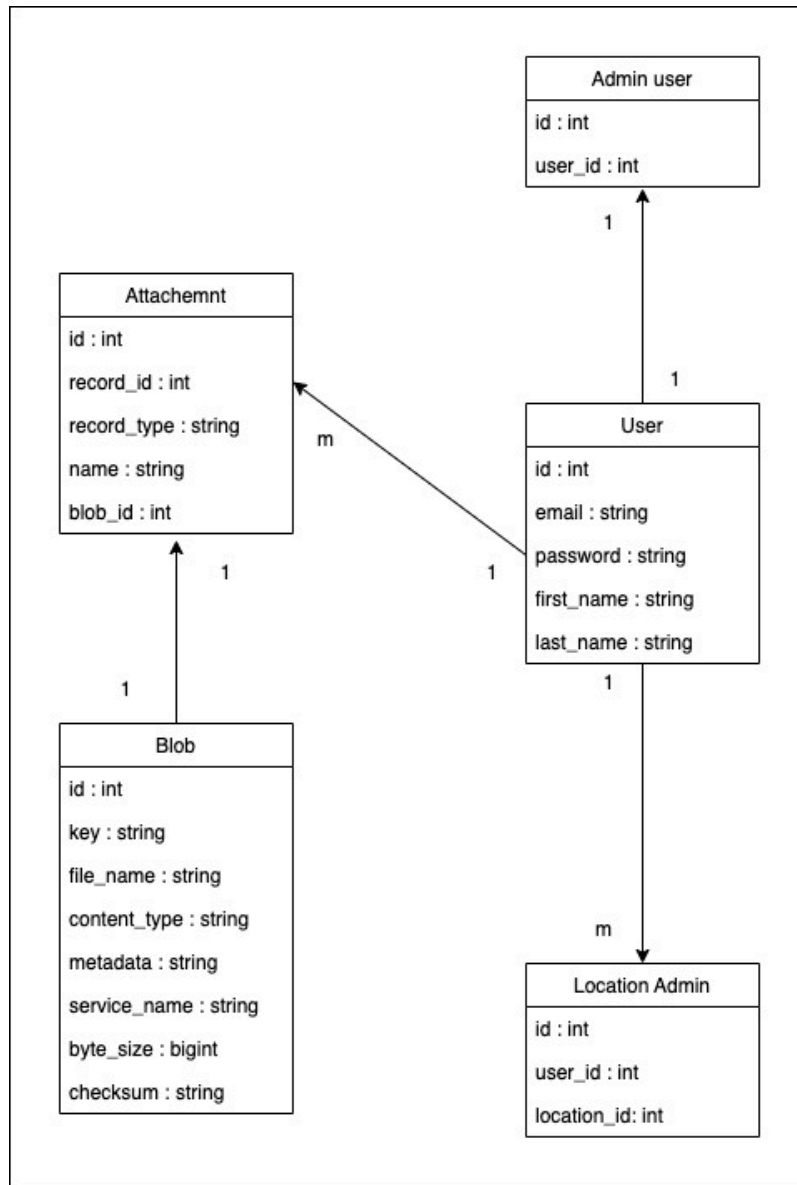 Admin user
id : int
user_id : int
1
1
Attachemnt
id : int
record_id : int
record_type : string
name : string
blob_id : int
m
1
User
id : int
email : string
password : string
first_name : string
last_name : string
1
1
1
Blob
id : int
key : string
file_name : string
content_type : string
metadata : string
service_name : string
byte_size : bigint
checksum : string
m
Location Admin
id : int
user_id : int
location_id: int